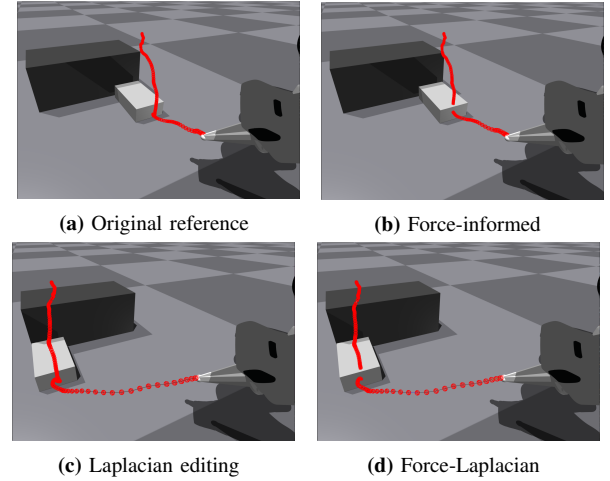 (a) Original reference
(b) Force-informed
(c) Laplacian editing
(d) Force-Laplacian